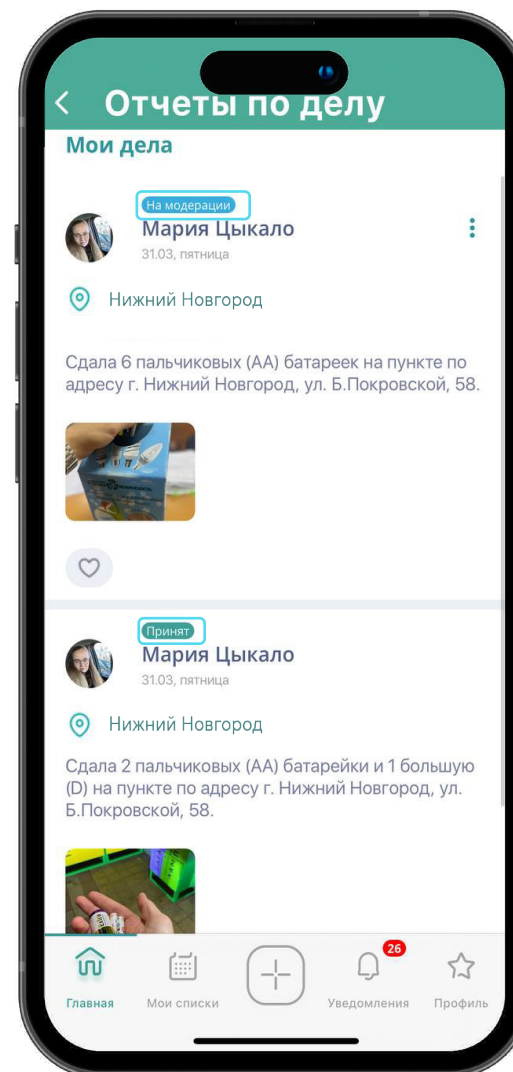 Отчеты по делу
Мои дела
На модерации
Мария Цыкало
31.03, пятница
Нижний Новгород
Сдала 6 пальчиковых (АА) батареек на пункте по
адресу г. Нижний Новгород, ул. Б.Покровской, 58.
Принят
Мария Цыкало
31.03, пятница
Нижний Новгород
Сдала 2 пальчиковых (АА) батарейки и 1 большую
(D) на пункте по адресу г. Нижний Новгород, ул.
Б.Покровской, 58.
26
Главная
Мои списки
Уведомления
Профиль